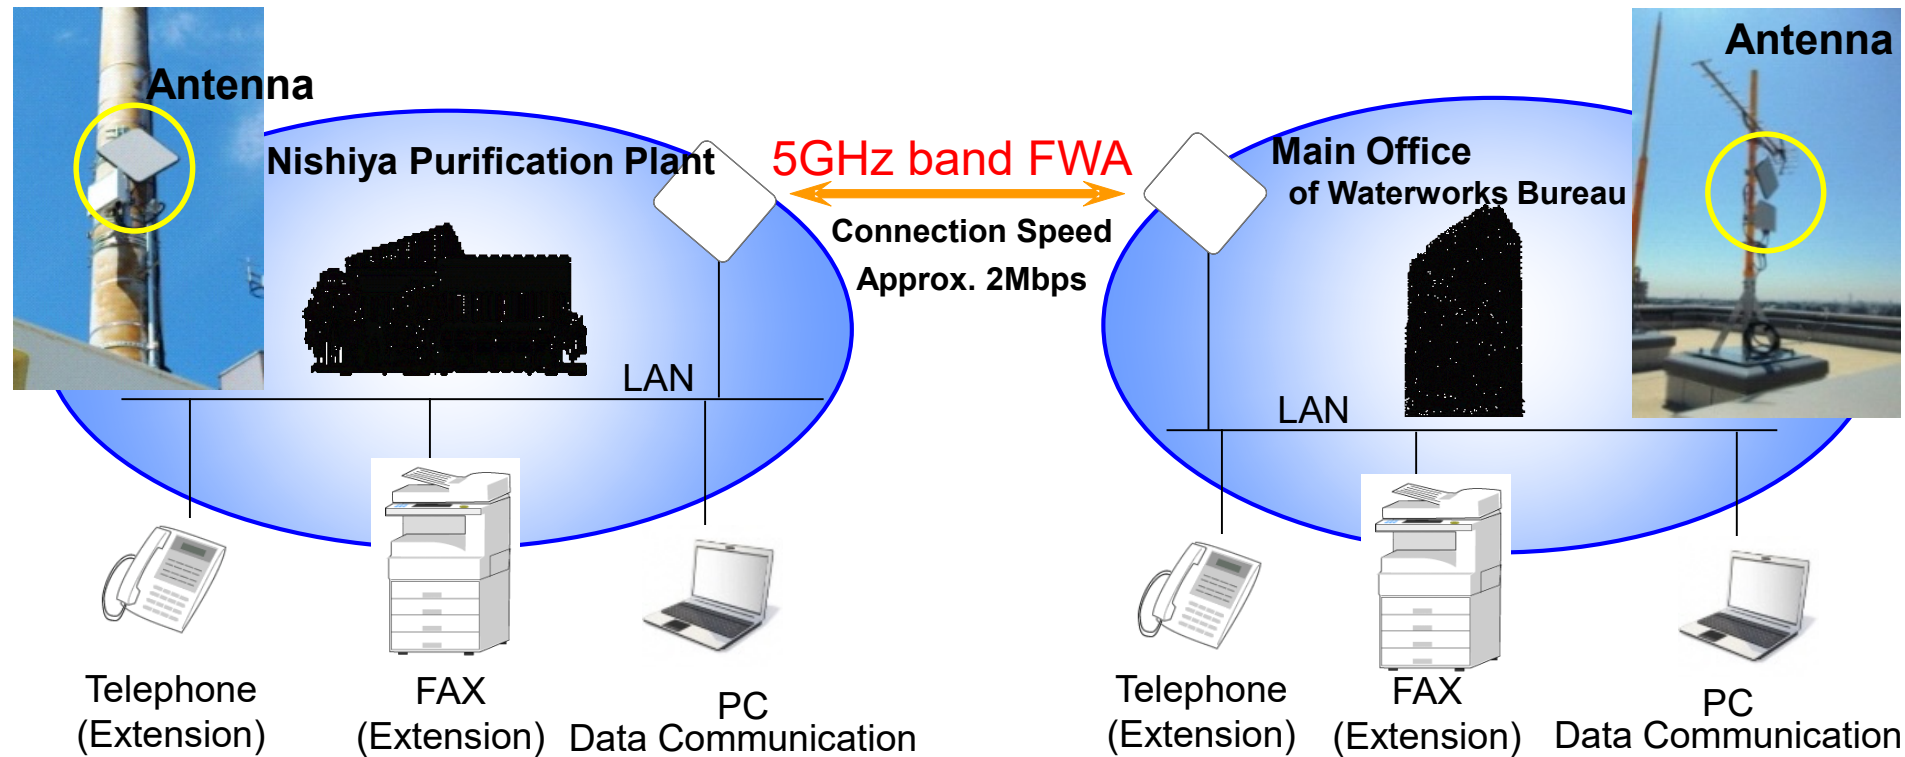 Antenna
Nishiya Purification Plant
5GHz band FWA
Connection Speed
Approx. 2Mbps
Main Office
of Waterworks Bureau
Antenna
LAN
LAN
Telephone
(Extension)
FAX
(Extension)
PC
Data Communication
Telephone
(Extension)
FAX
(Extension)
PC
Data Communication